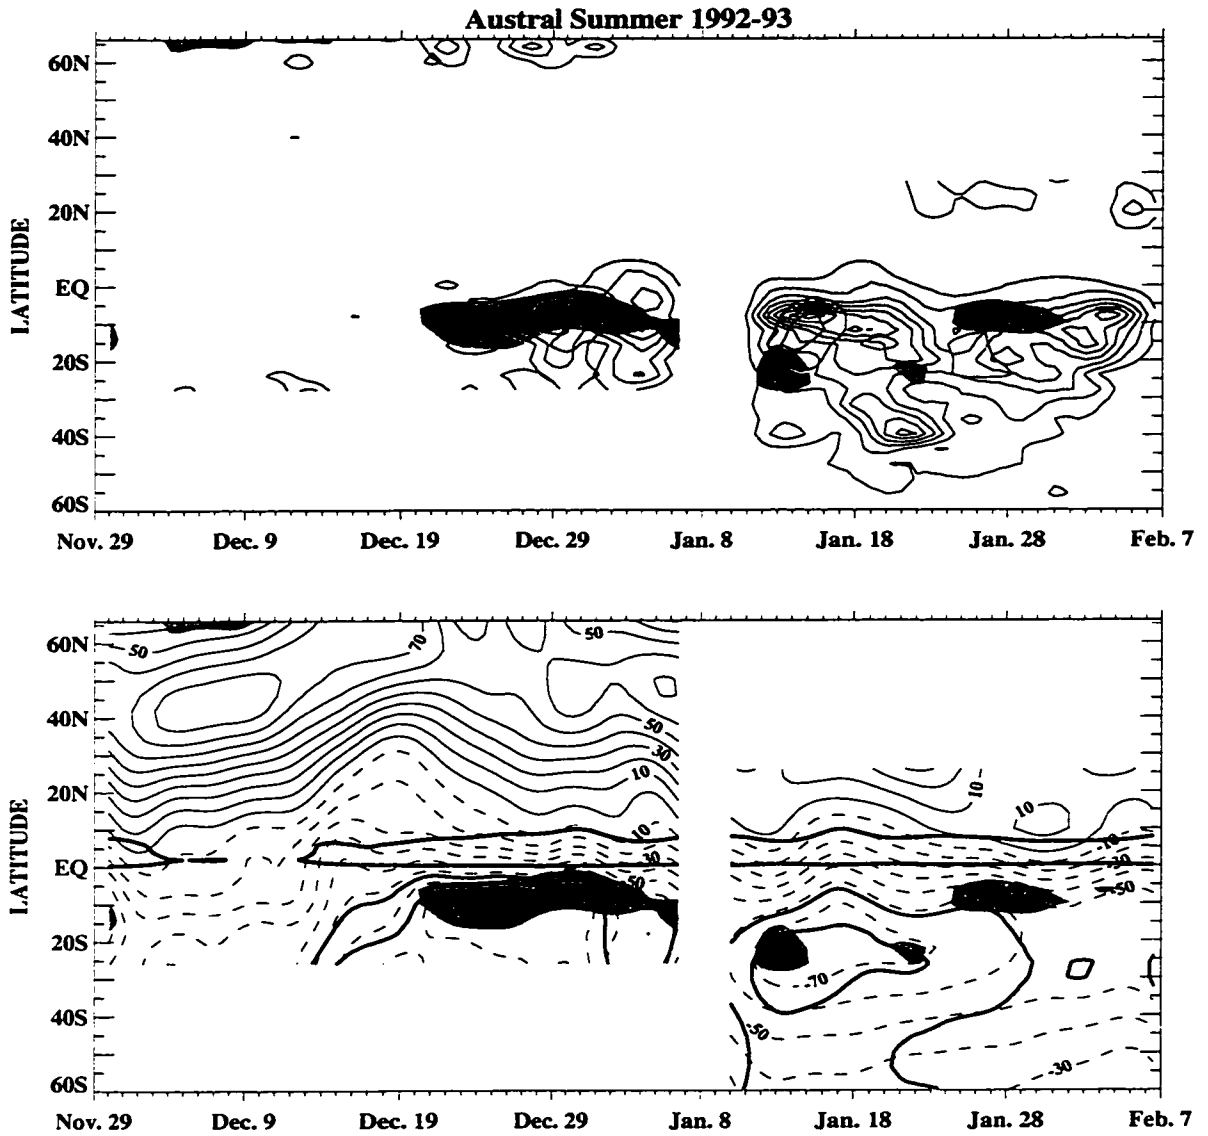 Austral Summer 1992-93
60N
40N
20N
EQ
20S
40S
60S
LATITUDE
Nov. 29 Dec. 9 Dec. 19 Dec. 29 Jan. 8 Jan. 18 Jan. 28 Feb. 7
60N
40N
20N
EQ
20S
40S
60S
LATITUDE
50
70
50
50
30
10
-10
-30
-50
10
10
-10
-30
-50
-70
-50
-30
Nov. 29 Dec. 9 Dec. 19 Dec. 29 Jan. 8 Jan. 18 Jan. 28 Feb. 7